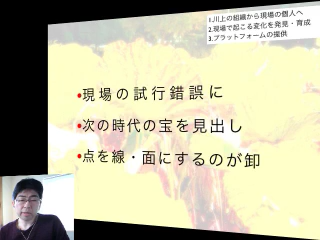 1.川上の組織から現場の個人へ
2.現場で起こる変化を発見・育成
3.プラットフォームの提供
•現場の試行錯誤に
•次の時代の宝を見出し
•点を線・面にするのが卸